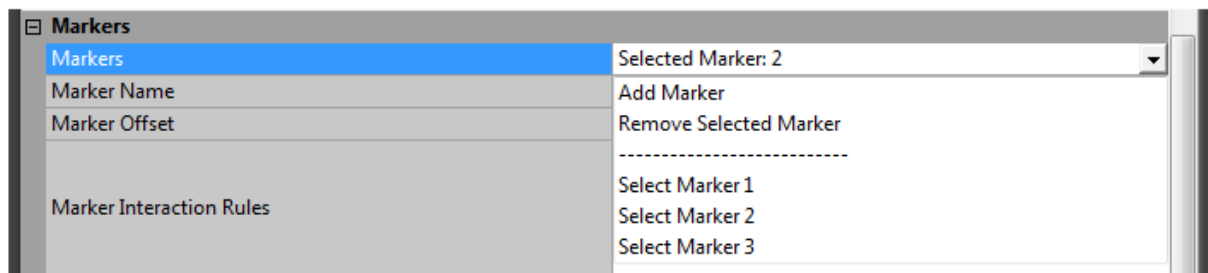 Markers
Markers Selected Marker: 2
Marker Name Add Marker
Marker Offset Remove Selected Marker
---------------------------
Select Marker 1
Marker Interaction Rules Select Marker 2
Select Marker 3